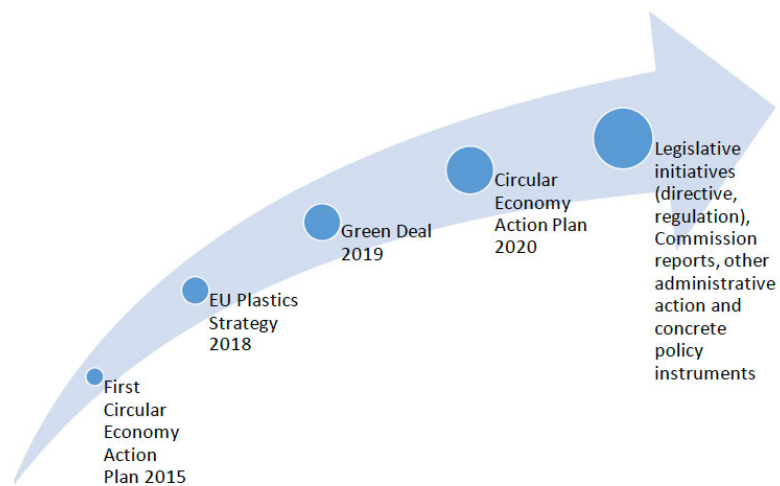 First
Circular
Economy
Action
Plan 2015
EU Plastics
Strategy
2018
Green Deal
2019
Circular
Economy
Action Plan
2020
Legislative
initiatives
(directive,
regulation),
Commission
reports, other
administrative
action and
concrete
policy
instruments